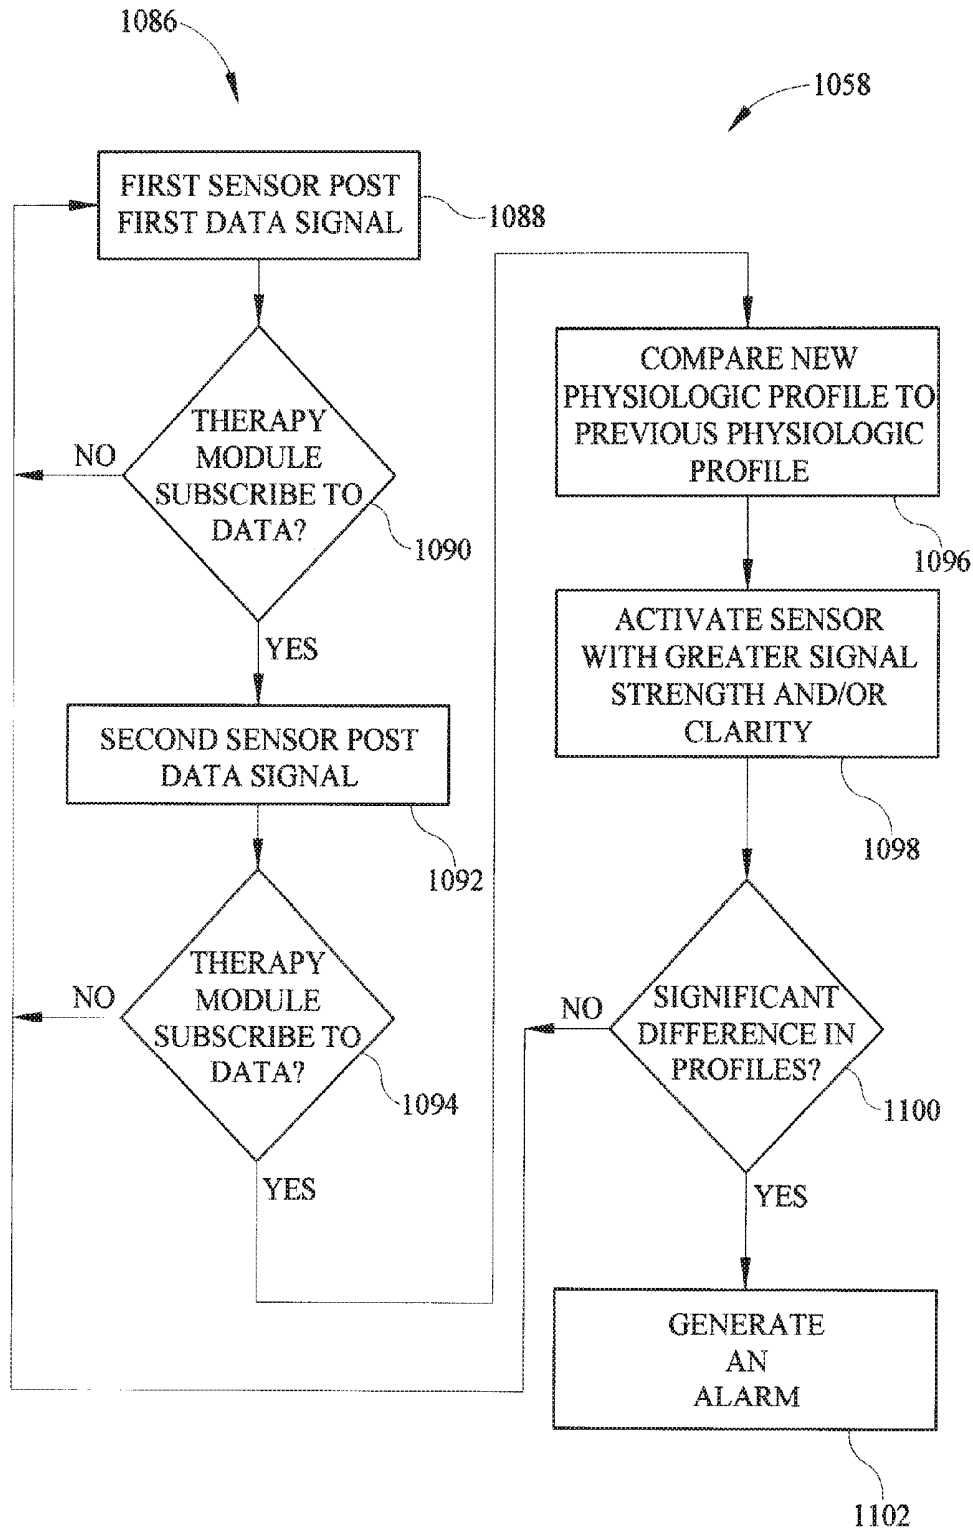 1086
1058
FIRST SENSOR POST
FIRST DATA SIGNAL
1088
THERAPY
MODULE
SUBSCRIBE TO
DATA?
NO
1090
YES
SECOND SENSOR POST
DATA SIGNAL
1092
THERAPY
MODULE
SUBSCRIBE TO
DATA?
NO
1094
YES
COMPARE NEW
PHYSIOLOGIC PROFILE TO
PREVIOUS PHYSIOLOGIC
PROFILE
1096
ACTIVATE SENSOR
WITH GREATER SIGNAL
STRENGTH AND/OR
CLARITY
1098
NO
SIGNIFICANT
DIFFERENCE IN
PROFILES?
1100
YES
GENERATE
AN
ALARM
1102